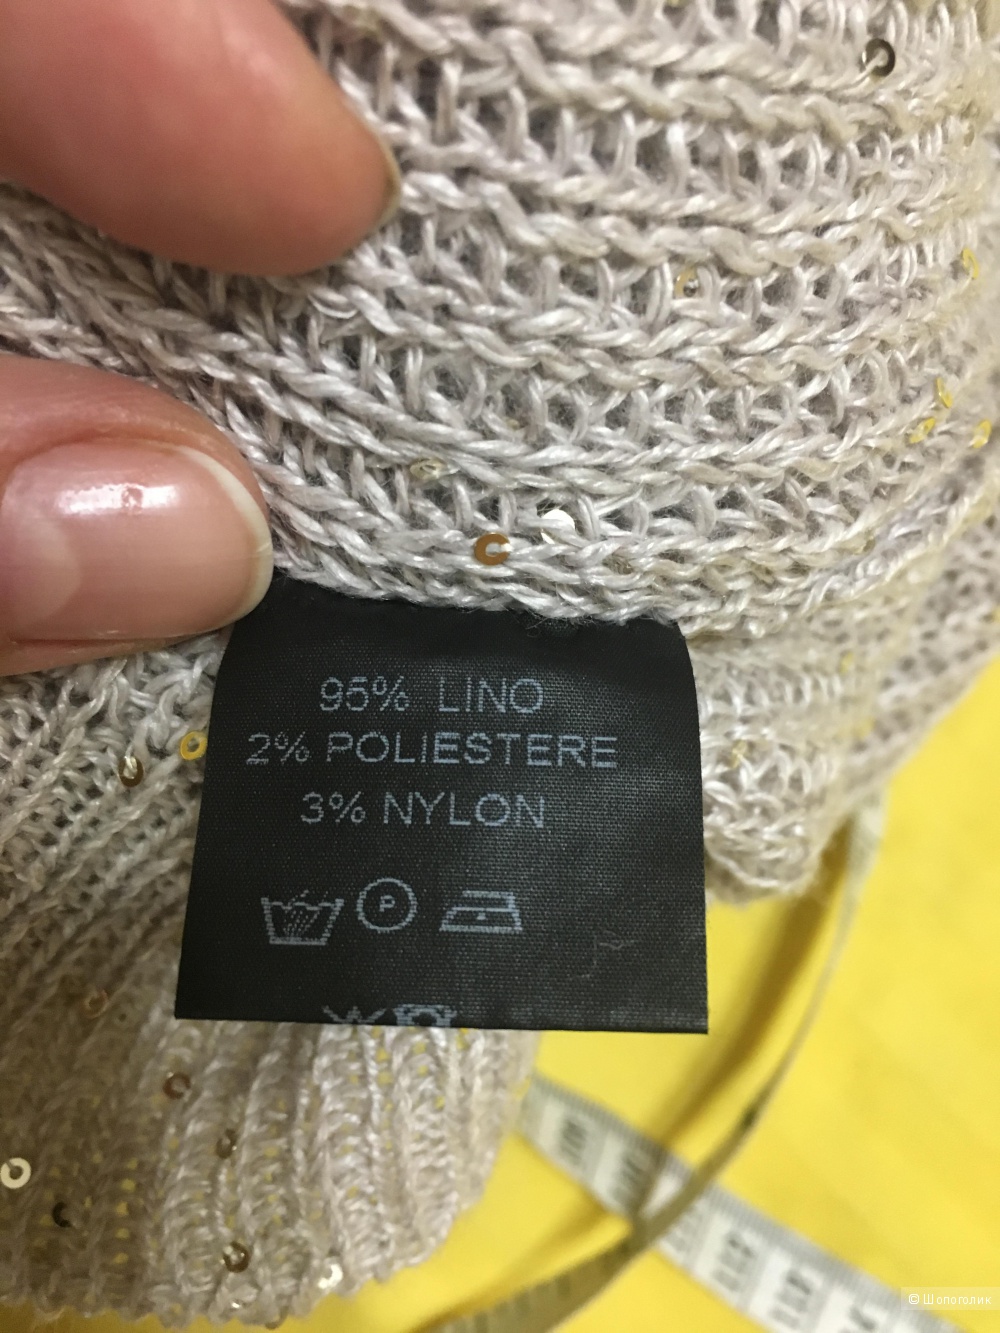 95% LINO
2% POLIESTERE
3% NYLON
P
© Шопоголик